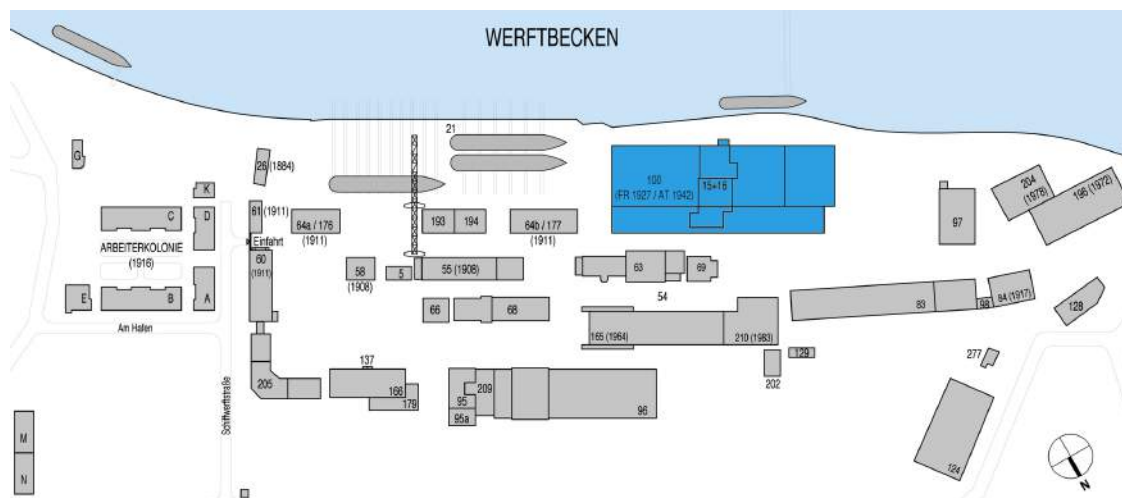 WERFTBECKEN
21
G
26 (1884)
K
61 (1911)
C
D
ARBEITERKOLONIE
(1916)
Einfahrt
64a / 176
(1911)
193
194
64b / 177
(1911)
100
(FR 1927 / AT 1942)
15+16
97
204
(1978)
196 (1972)
60
(1911)
58
(1908)
5
55 (1908)
63
69
54
E
B
A
Am Hafen
66
68
165 (1964)
210 (1983)
83
98
84 (1917)
128
129
202
277
137
205
166
179
95
95a
209
96
124
Schiffwerftstraße
M
N
N